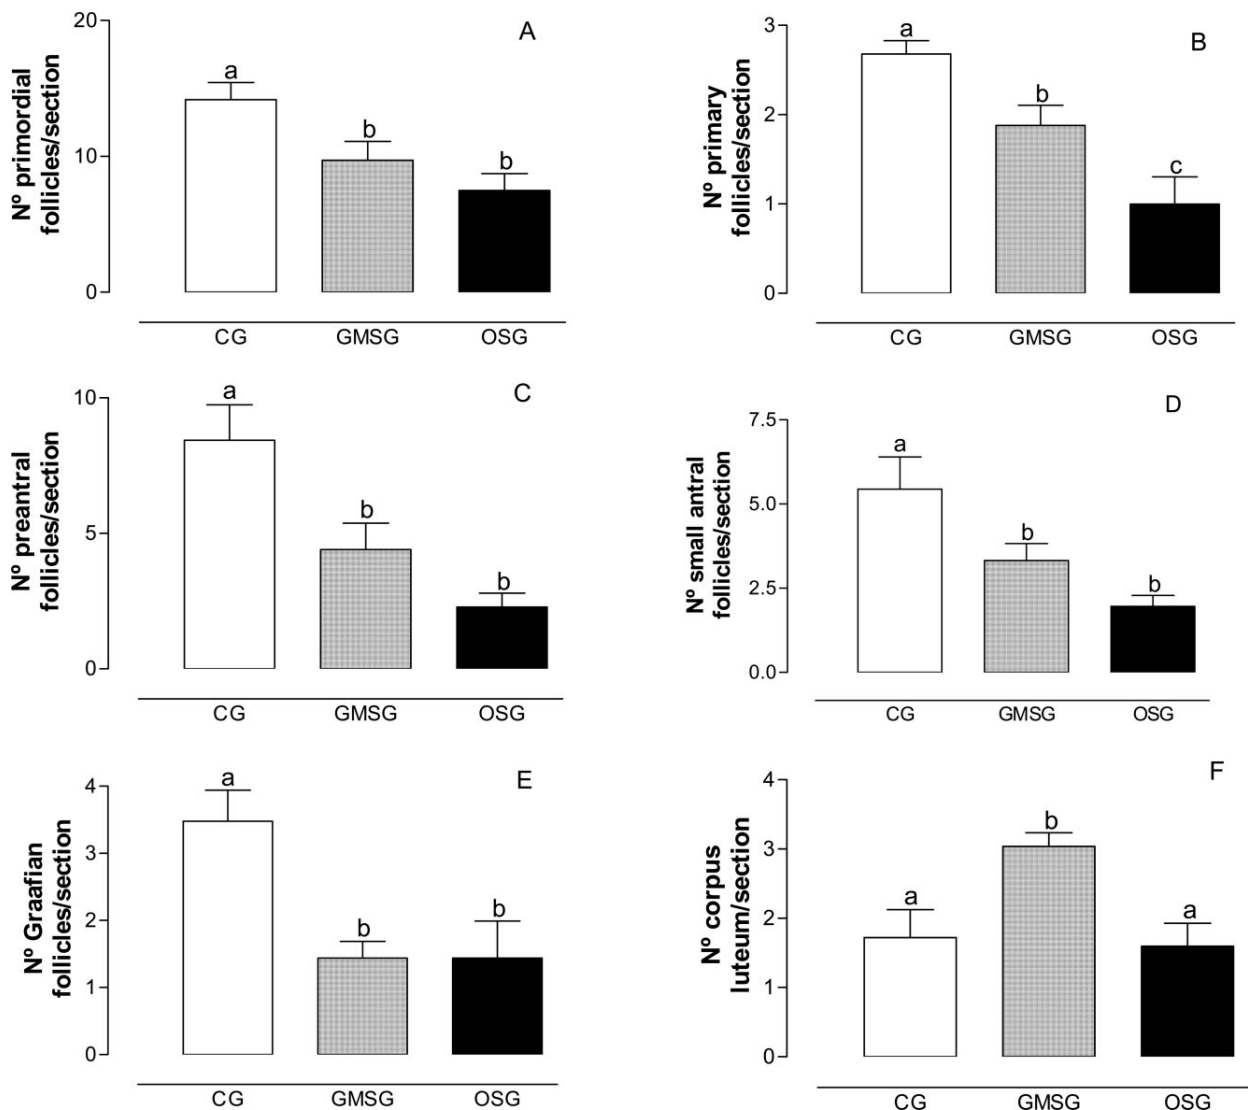 A
Nº primordial
follicles/section
20
10
0
a
b
b
CG GMSG OSG
B
Nº primary
follicles/section
3
2
1
0
a
b
c
CG GMSG OSG
C
Nº preantral
follicles/section
10
5
0
a
b
b
CG GMSG OSG
D
Nº small antral
follicles/section
7.5
5.0
2.5
0.0
a
b
b
CG GMSG OSG
E
Nº Graafian
follicles/section
4
3
2
1
0
a
b
b
CG GMSG OSG
F
Nº corpus
luteum/section
4
3
2
1
0
a
b
a
CG GMSG OSG